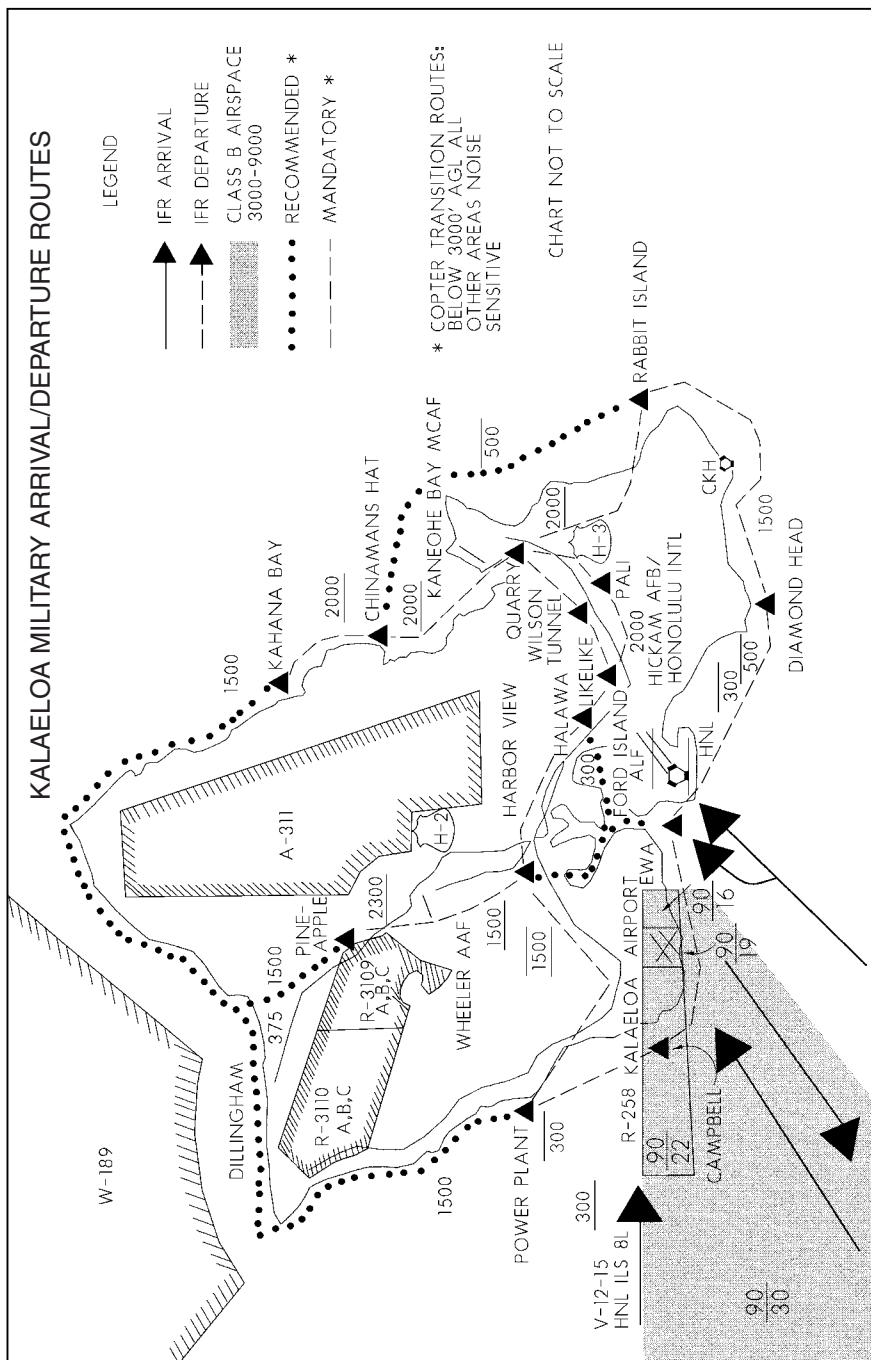 KALAELOA MILITARY ARRIVAL/DEPARTURE ROUTES
LEGEND
IFR ARRIVAL
IFR DEPARTURE
CLASS B AIRSPACE
3000-9000
RECOMMENDED *
MANDATORY *
* COPTER TRANSITION ROUTES:
BELOW 3000' AGL ALL
OTHER AREAS NOISE
SENSITIVE
CHART NOT TO SCALE
W-189
DILLINGHAM
1500
KAHANA BAY
2000
CHINAMANS HAT
2000
KANEOHE BAY MCAF
500
RABBIT ISLAND
A-311
H-2
PINE-
APPLE
1500
375
2300
R-3109
A,B,C
R-3110
A,B,C
WHEELER AAF
1500
1500
HARBOR VIEW
QUARRY
WILSON
TUNNEL
2000
H-3
PALI
LIKELIKE
HALAWA
2000
300
FORD ISLAND
ALF
HICKAM AFB/
HONOLULU INTL
HNL
300
500
CKH
1500
DIAMOND HEAD
1500
POWER PLANT
300
300
V-12-15
HNL ILS 8L
R-258
KALAELOA AIRPORT
EWA
90
22
90
19
90
16
CAMPBELL
90
30